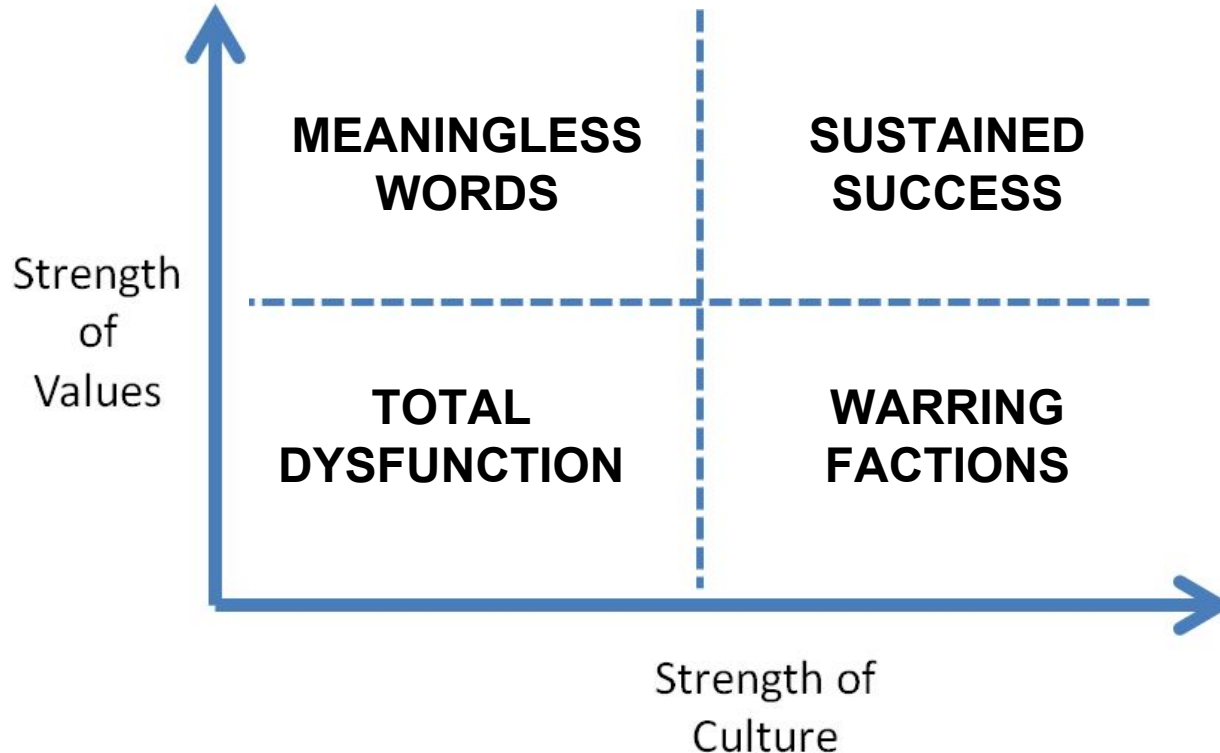 MEANINGLESS
WORDS
SUSTAINED
SUCCESS
Strength
of
Values
TOTAL
DYSFUNCTION
WARRING
FACTIONS
Strength of
Culture